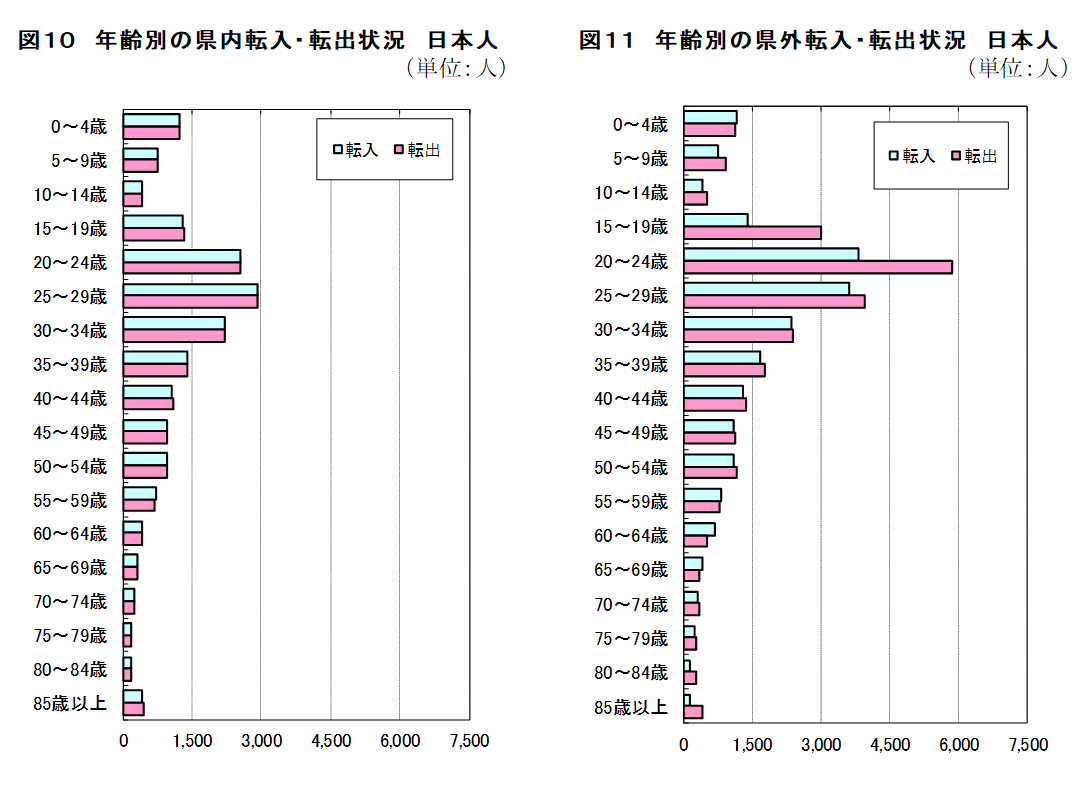 図10　年齢別の県内転入・転出状況　日本人
（単位：人）
転入　転出
0～4歳
5～9歳
10～14歳
15～19歳
20～24歳
25～29歳
30～34歳
35～39歳
40～44歳
45～49歳
50～54歳
55～59歳
60～64歳
65～69歳
70～74歳
75～79歳
80～84歳
85歳以上
0 1,500 3,000 4,500 6,000 7,500
図11　年齢別の県外転入・転出状況　日本人
（単位：人）
転入　転出
0～4歳
5～9歳
10～14歳
15～19歳
20～24歳
25～29歳
30～34歳
35～39歳
40～44歳
45～49歳
50～54歳
55～59歳
60～64歳
65～69歳
70～74歳
75～79歳
80～84歳
85歳以上
0 1,500 3,000 4,500 6,000 7,500